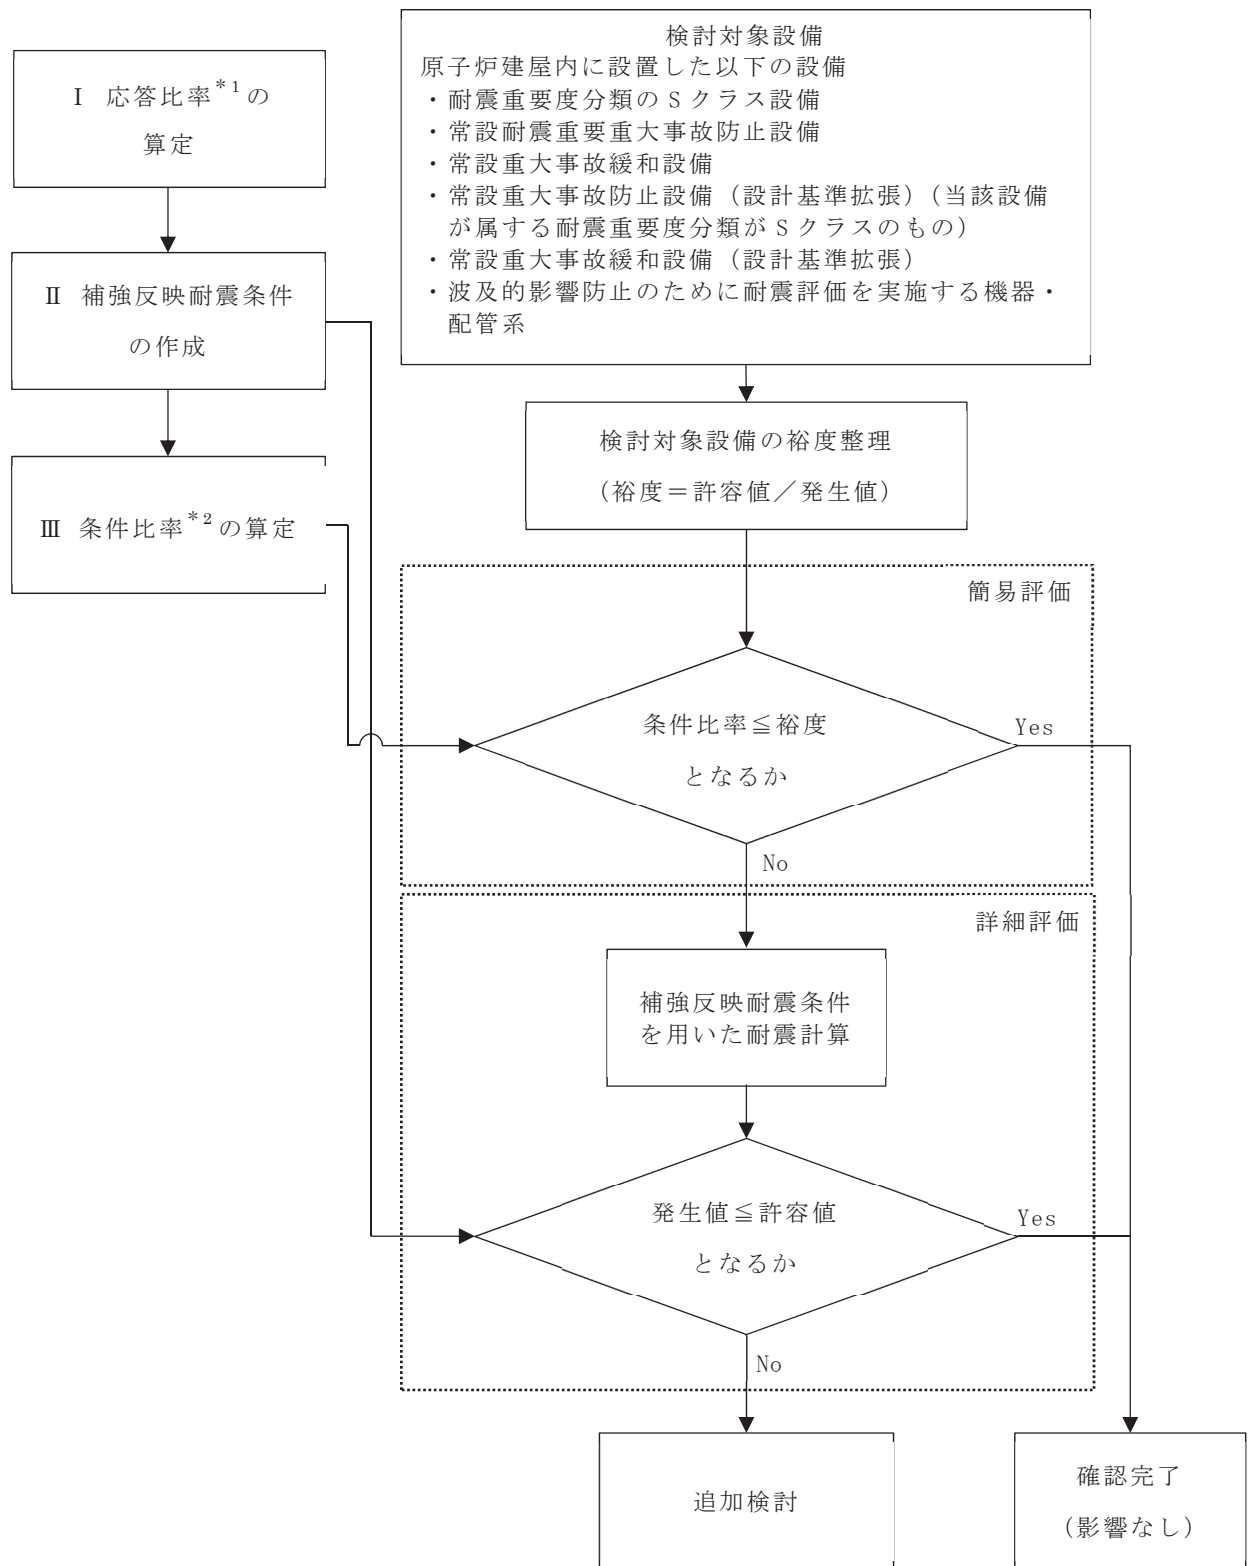 Ⅰ 応答比率*1の
算定
Ⅱ 補強反映耐震条件
の作成
Ⅲ 条件比率*2の算定
検討対象設備
原子炉建屋内に設置した以下の設備
・耐震重要度分類のSクラス設備
・常設耐震重要重大事故防止設備
・常設重大事故緩和設備
・常設重大事故防止設備（設計基準拡張）（当該設備
が属する耐震重要度分類がSクラスのもの）
・常設重大事故緩和設備（設計基準拡張）
・波及的影響防止のために耐震評価を実施する機器・
配管系
検討対象設備の裕度整理
（裕度＝許容値／発生値）
簡易評価
条件比率≦裕度
となるか
Yes
No
詳細評価
補強反映耐震条件
を用いた耐震計算
発生値≦許容値
となるか
Yes
No
追加検討
確認完了
（影響なし）